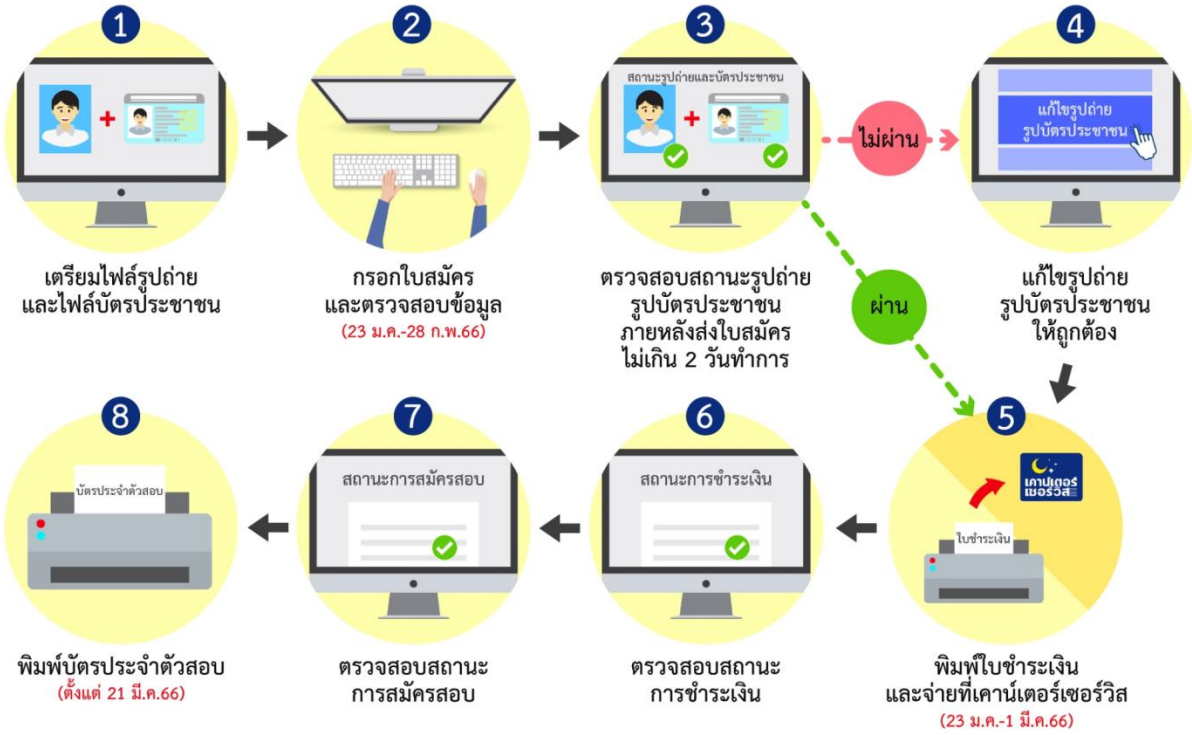 1
เตรียมไฟล์รูปถ่าย
และไฟล์บัตรประชาชน
2
กรอกใบสมัคร
และตรวจสอบข้อมูล
(23 ม.ค.-28 ก.พ.66)
3
สถานะรูปถ่ายและบัตรประชาชน
ตรวจสอบสถานะรูปถ่าย
รูปบัตรประชาชน
ภายหลังส่งใบสมัคร
ไม่เกิน 2 วันทำการ
ไม่ผ่าน
ผ่าน
4
แก้ไขรูปถ่าย
รูปบัตรประชาชน
แก้ไขรูปถ่าย
รูปบัตรประชาชน
ให้ถูกต้อง
5
เคาน์เตอร์
เซอร์วิส
ใบชำระเงิน
พิมพ์ใบชำระเงิน
และจ่ายที่เคาน์เตอร์เซอร์วิส
(23 ม.ค.-1 มี.ค.66)
6
สถานะการชำระเงิน
ตรวจสอบสถานะ
การชำระเงิน
7
สถานะการสมัครสอบ
ตรวจสอบสถานะ
การสมัครสอบ
8
บัตรประจำตัวสอบ
พิมพ์บัตรประจำตัวสอบ
(ตั้งแต่ 21 มี.ค.66)